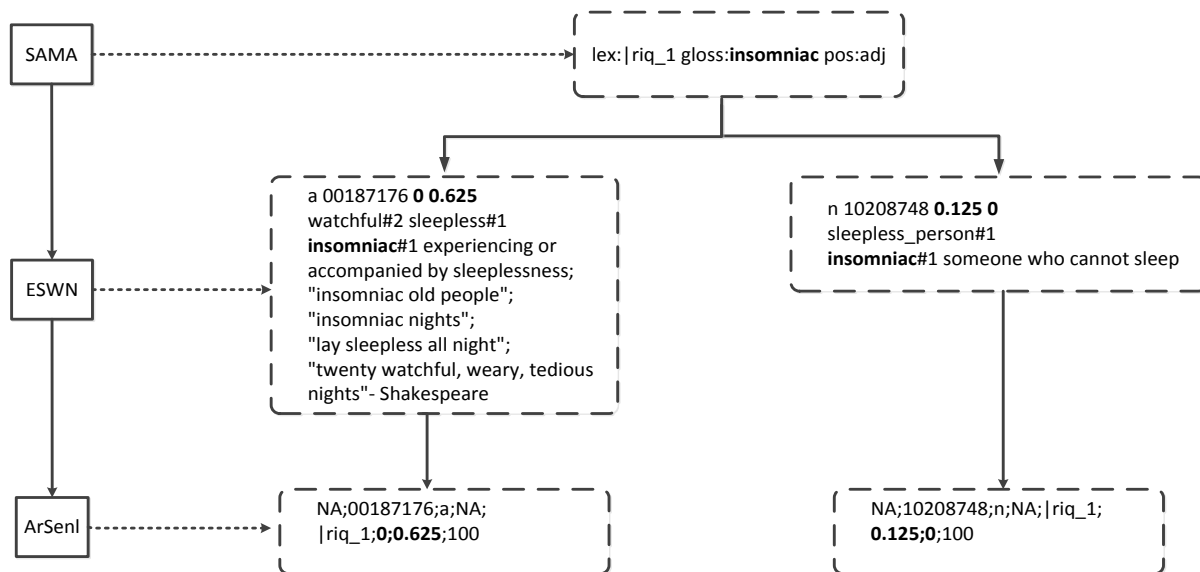 SAMA
lex:|riq_1 gloss:insomniac pos:adj
ESWN
a 00187176 0 0.625
watchful#2 sleepless#1
insomniac#1 experiencing or
accompanied by sleeplessness;
"insomniac old people";
"insomniac nights";
"lay sleepless all night";
"twenty watchful, weary, tedious
nights"- Shakespeare
n 10208748 0.125 0
sleepless_person#1
insomniac#1 someone who cannot sleep
ArSenl
NA;00187176;a;NA;
|riq_1;0;0.625;100
NA;10208748;n;NA;|riq_1;
0.125;0;100